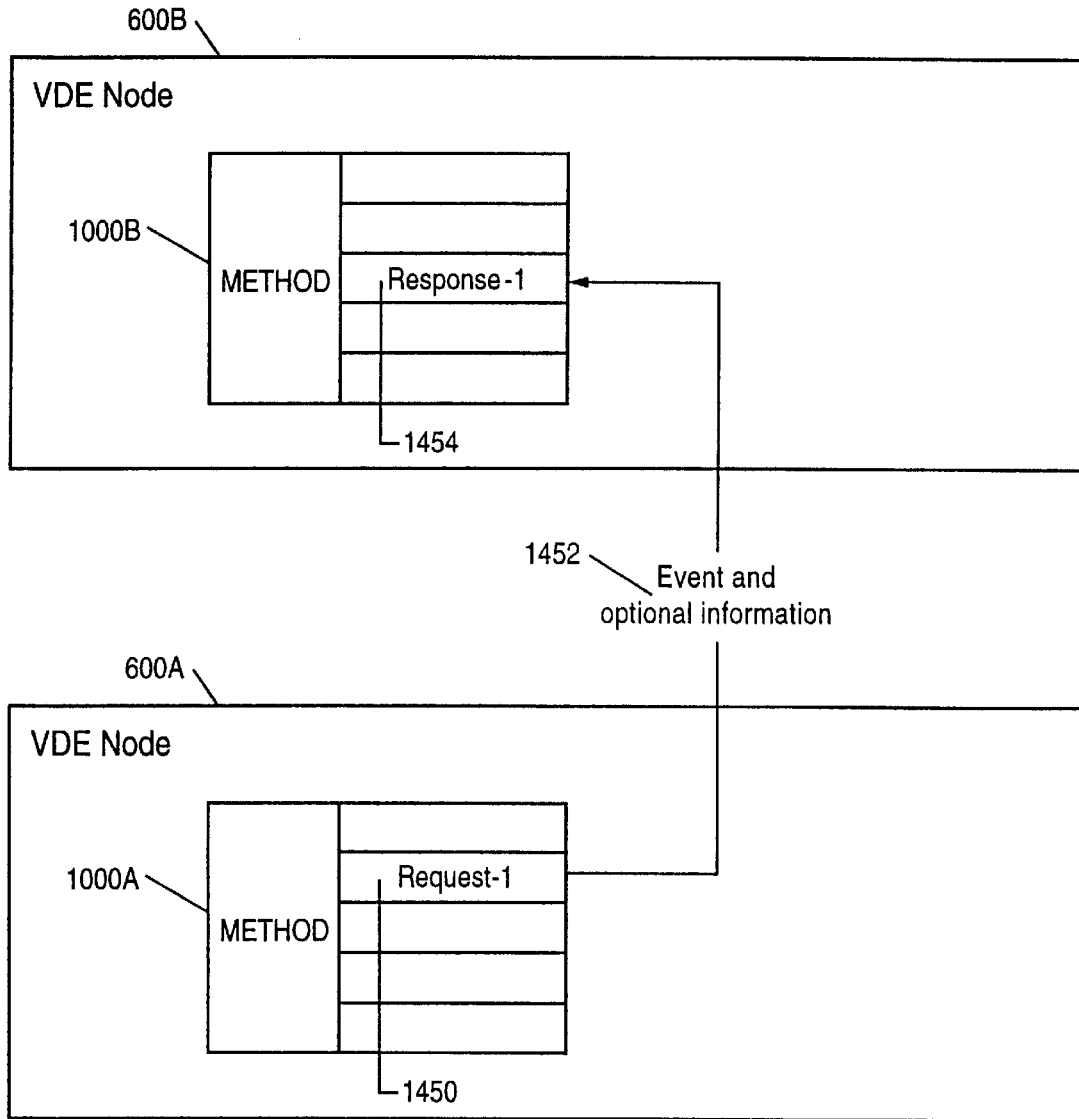 600B
VDE Node
1000B
METHOD
Response-1
1454
1452
Event and
optional information
600A
VDE Node
1000A
METHOD
Request-1
1450